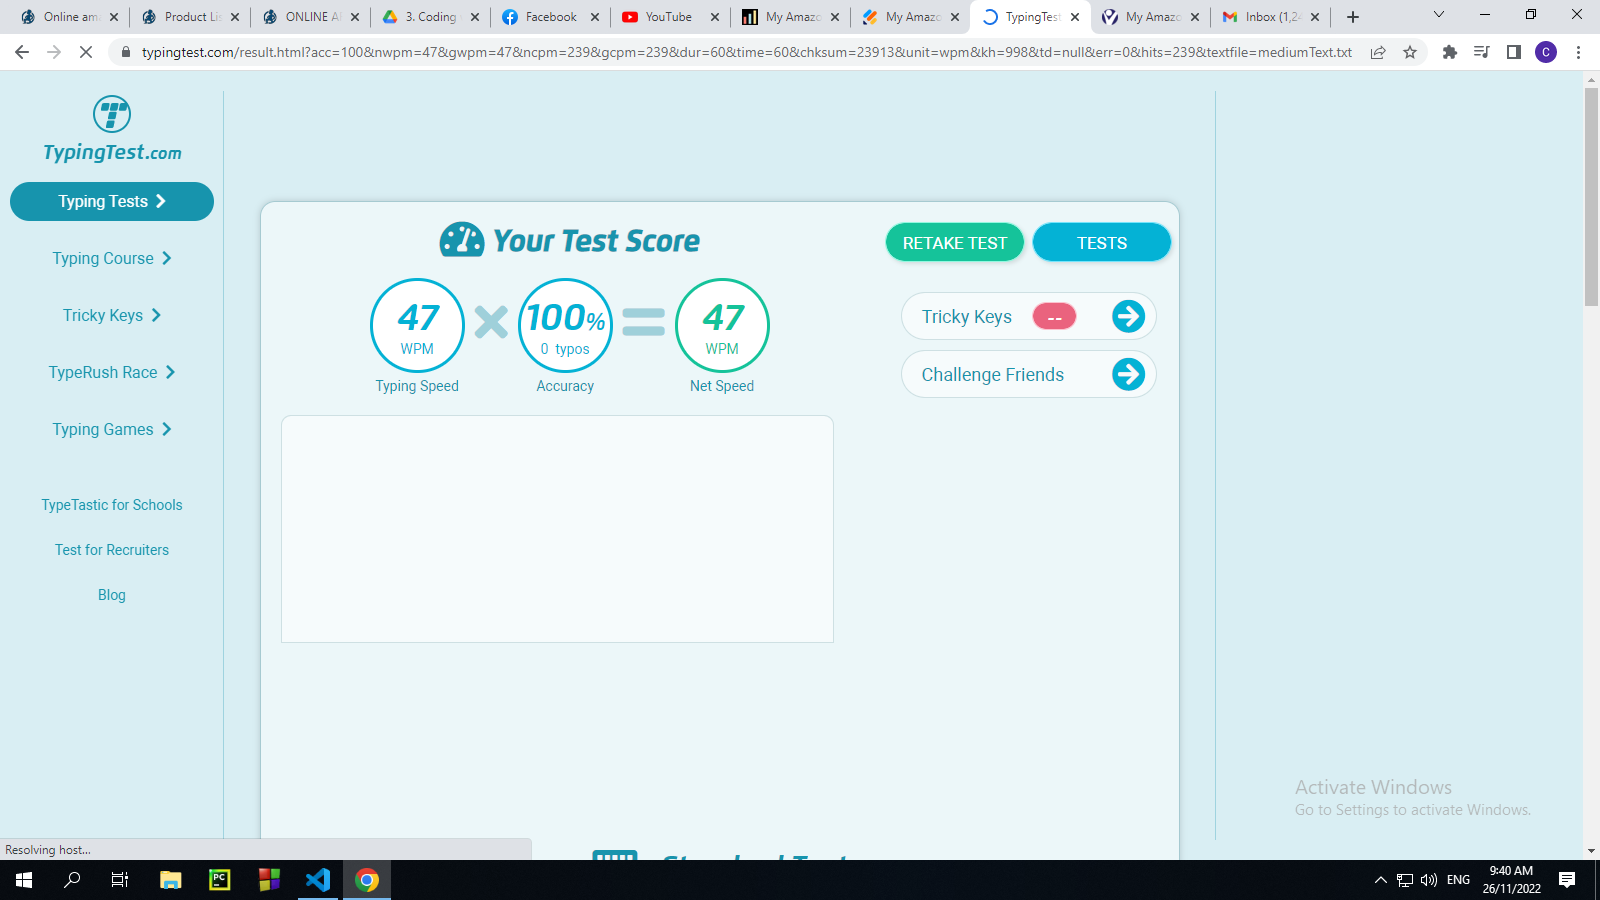 Online am
Product Lis
ONLINE A
3. Coding
Facebook
YouTube
My Amazo
My Amazo
TypingTest
My Amazo
Inbox (1,2
typingtest.com/result.html?acc=100&nwpm=47&gwpm=47&ncpm=239&gcpm=239&dur=60&time=60&chksum=23913&unit=wpm&kh=998&td=null&err=0&hits=239&textfile=mediumText.txt
C
T
TypingTest.com
Typing Tests
Typing Course
Tricky Keys
TypeRush Race
Typing Games
TypeTastic for Schools
Test for Recruiters
Blog
Your Test Score
RETAKE TEST
TESTS
47
WPM
Typing Speed
100%
0 typos
Accuracy
47
WPM
Net Speed
Tricky Keys --
Challenge Friends
Activate Windows
Go to Settings to activate Windows.
Resolving host...
PC
ENG
9:40 AM
26/11/2022